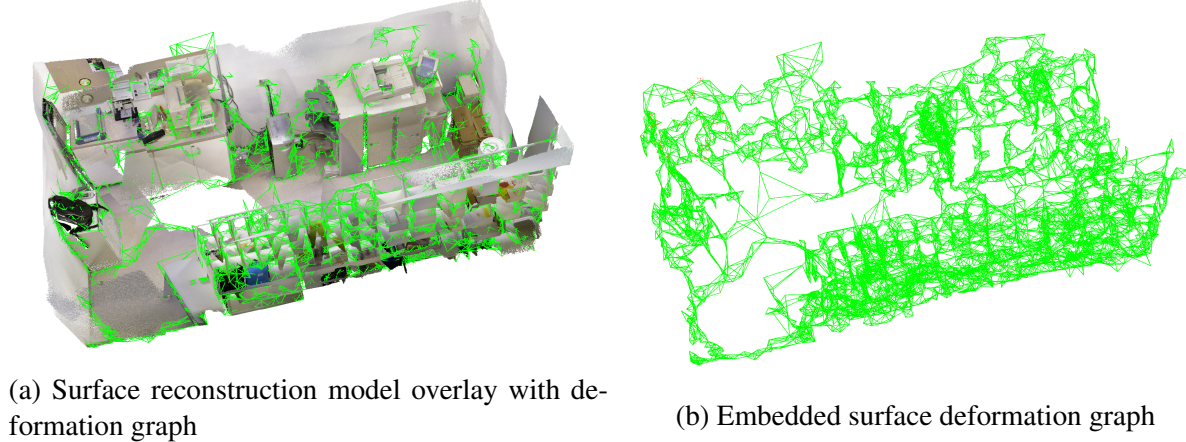 (a) Surface reconstruction model overlay with de-
formation graph
(b) Embedded surface deformation graph